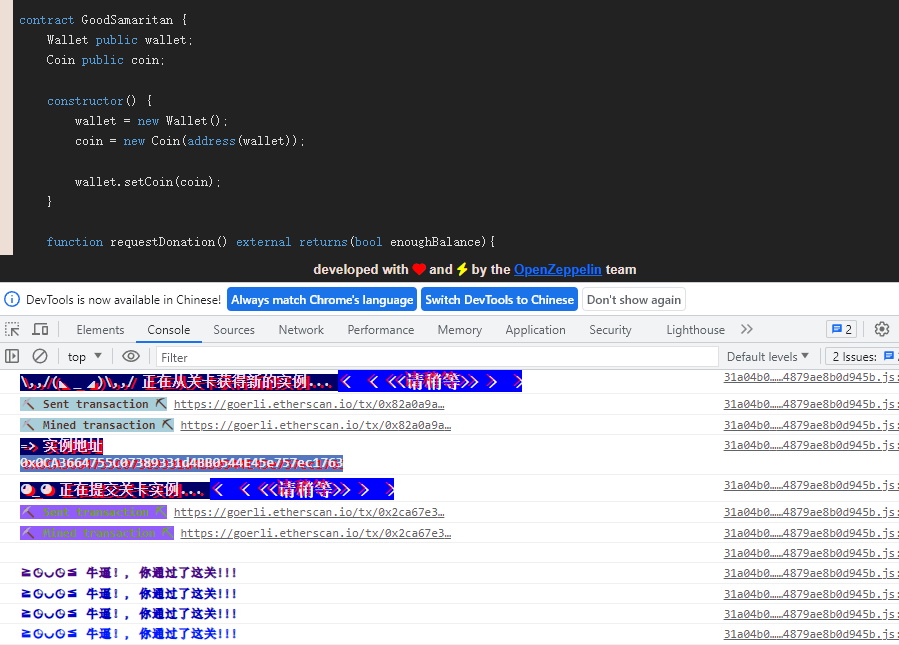 contract GoodSamaritan {
Wallet public wallet;
Coin public coin;
constructor() {
wallet = new Wallet();
coin = new Coin(address(wallet));
wallet.setCoin(coin);
}
function requestDonation() external returns(bool enoughBalance){
developed with ❤ and ⚡ by the OpenZeppelin team
DevTools is now available in Chinese! Always match Chrome's language Switch DevTools to Chinese Don't show again
Elements Console Sources Network Performance Memory Application Security Lighthouse 2
top Filter Default levels 2 Issues:
\,,/(◣_◢)\,,/ 正在从关卡获得新的实例... < < <<请稍等>> > > 31a04b0……4879ae8b0d945b.js:
Sent transaction https://goerli.etherscan.io/tx/0x82a0a9a… 31a04b0……4879ae8b0d945b.js:
Mined transaction https://goerli.etherscan.io/tx/0x82a0a9a… 31a04b0……4879ae8b0d945b.js:
=> 实例地址 31a04b0……4879ae8b0d945b.js:
0x0CA3664755C07389331d4BB0544E45e757ec1763
正在提交关卡实例... < < <<请稍等>> > > 31a04b0……4879ae8b0d945b.js:
Sent transaction https://goerli.etherscan.io/tx/0x2ca67e3… 31a04b0……4879ae8b0d945b.js:
Mined transaction https://goerli.etherscan.io/tx/0x2ca67e3… 31a04b0……4879ae8b0d945b.js:
31a04b0……4879ae8b0d945b.js:
牛逼!, 你通过了这关!!! 31a04b0……4879ae8b0d945b.js:
牛逼!, 你通过了这关!!! 31a04b0……4879ae8b0d945b.js:
牛逼!, 你通过了这关!!! 31a04b0……4879ae8b0d945b.js:
牛逼!, 你通过了这关!!! 31a04b0……4879ae8b0d945b.js: